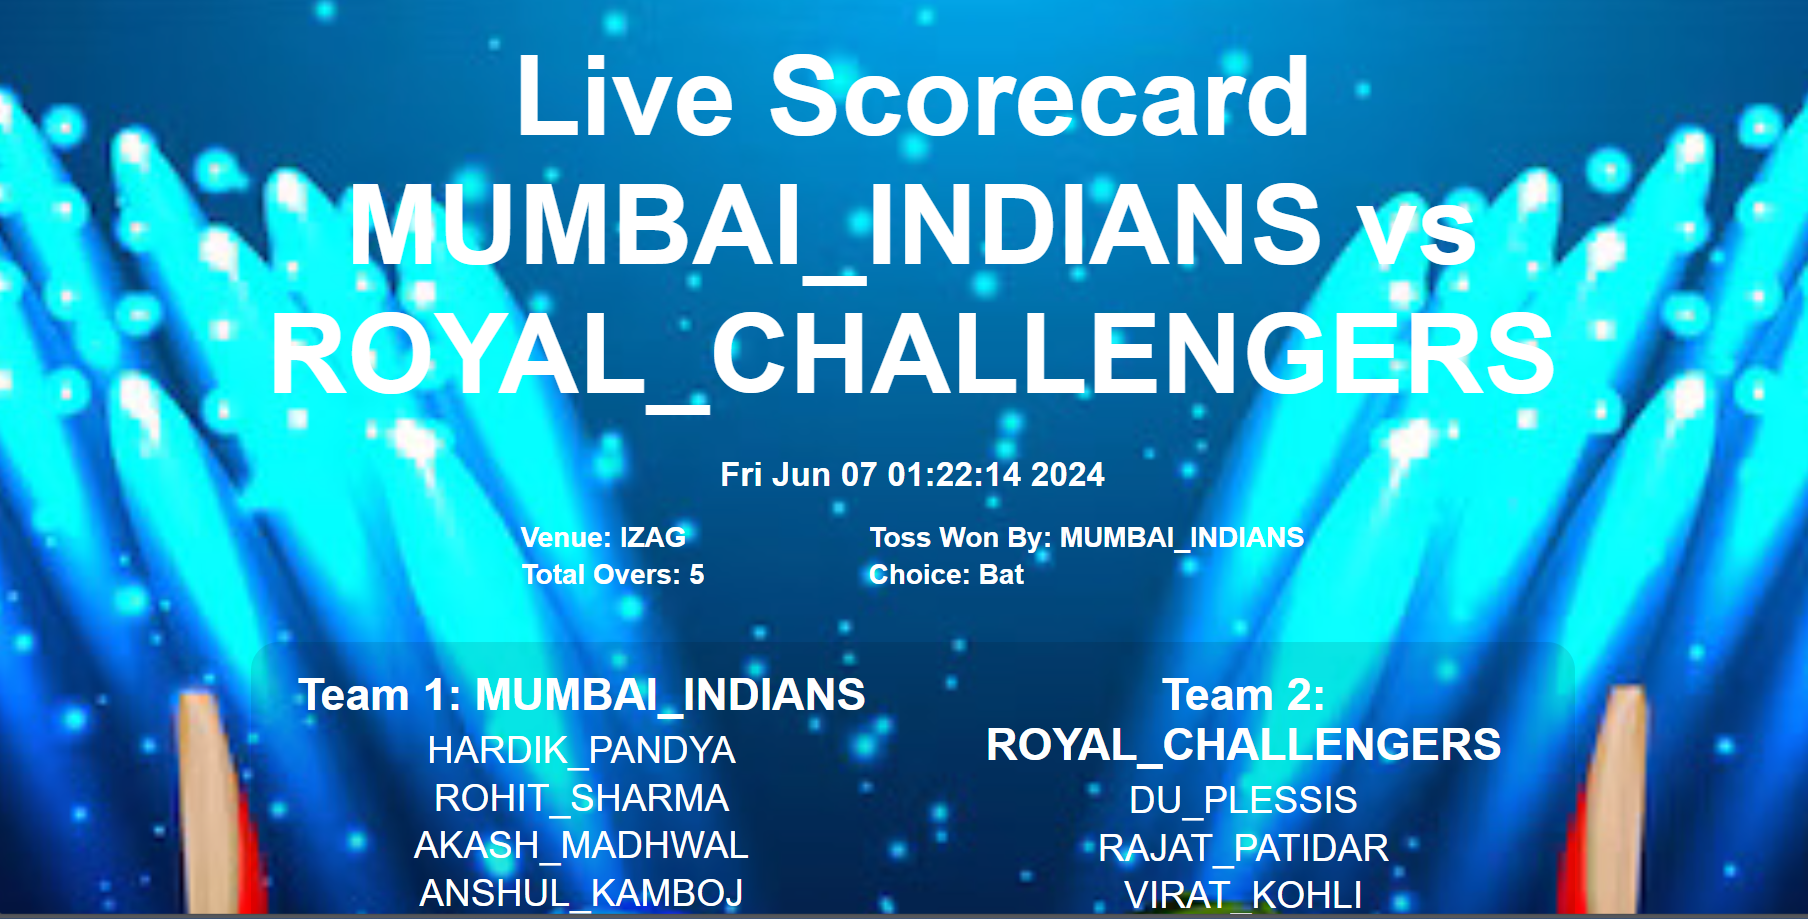 Live Scorecard
MUMBAI_INDIANS vs
ROYAL_CHALLENGERS
Fri Jun 07 01:22:14 2024
Venue: IZAG
Total Overs: 5
Toss Won By: MUMBAI_INDIANS
Choice: Bat
Team 1: MUMBAI_INDIANS
HARDIK_PANDYA
ROHIT_SHARMA
AKASH_MADHWAL
ANSHUL_KAMBOJ
Team 2:
ROYAL_CHALLENGERS
DU_PLESSIS
RAJAT_PATIDAR
VIRAT_KOHLI